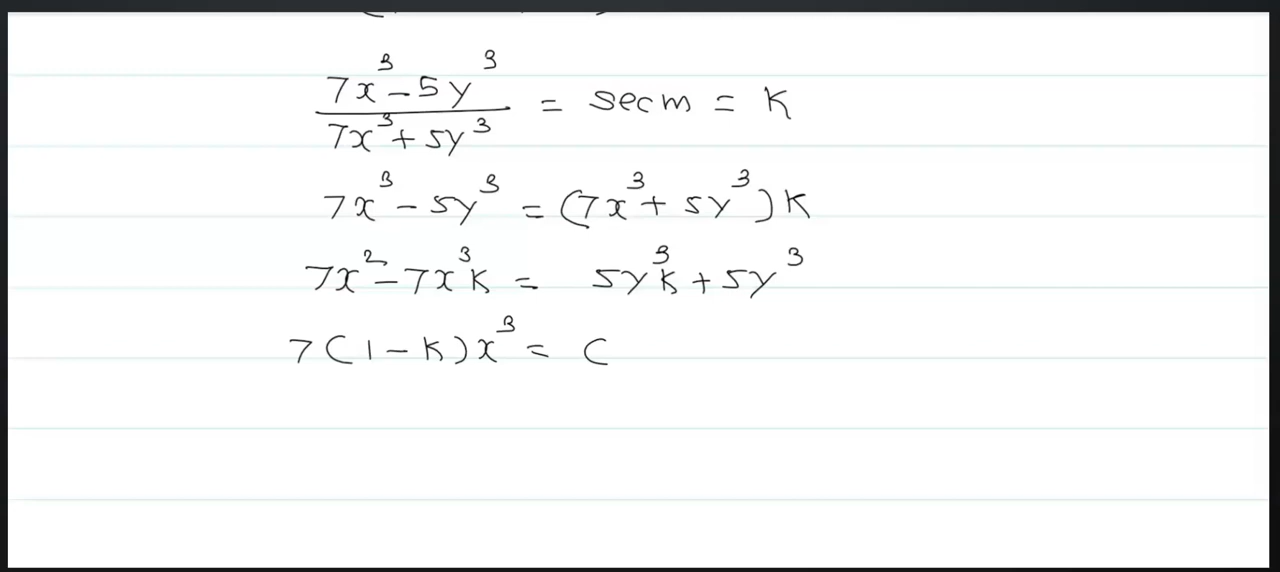 (7x³ - 5y³)/(7x³ + 5y³) = sec m = K
7x³ - 5y³ = (7x³ + 5y³) K
7x² - 7x³K = 5y³K + 5y³
7(1 - K)x³ = (